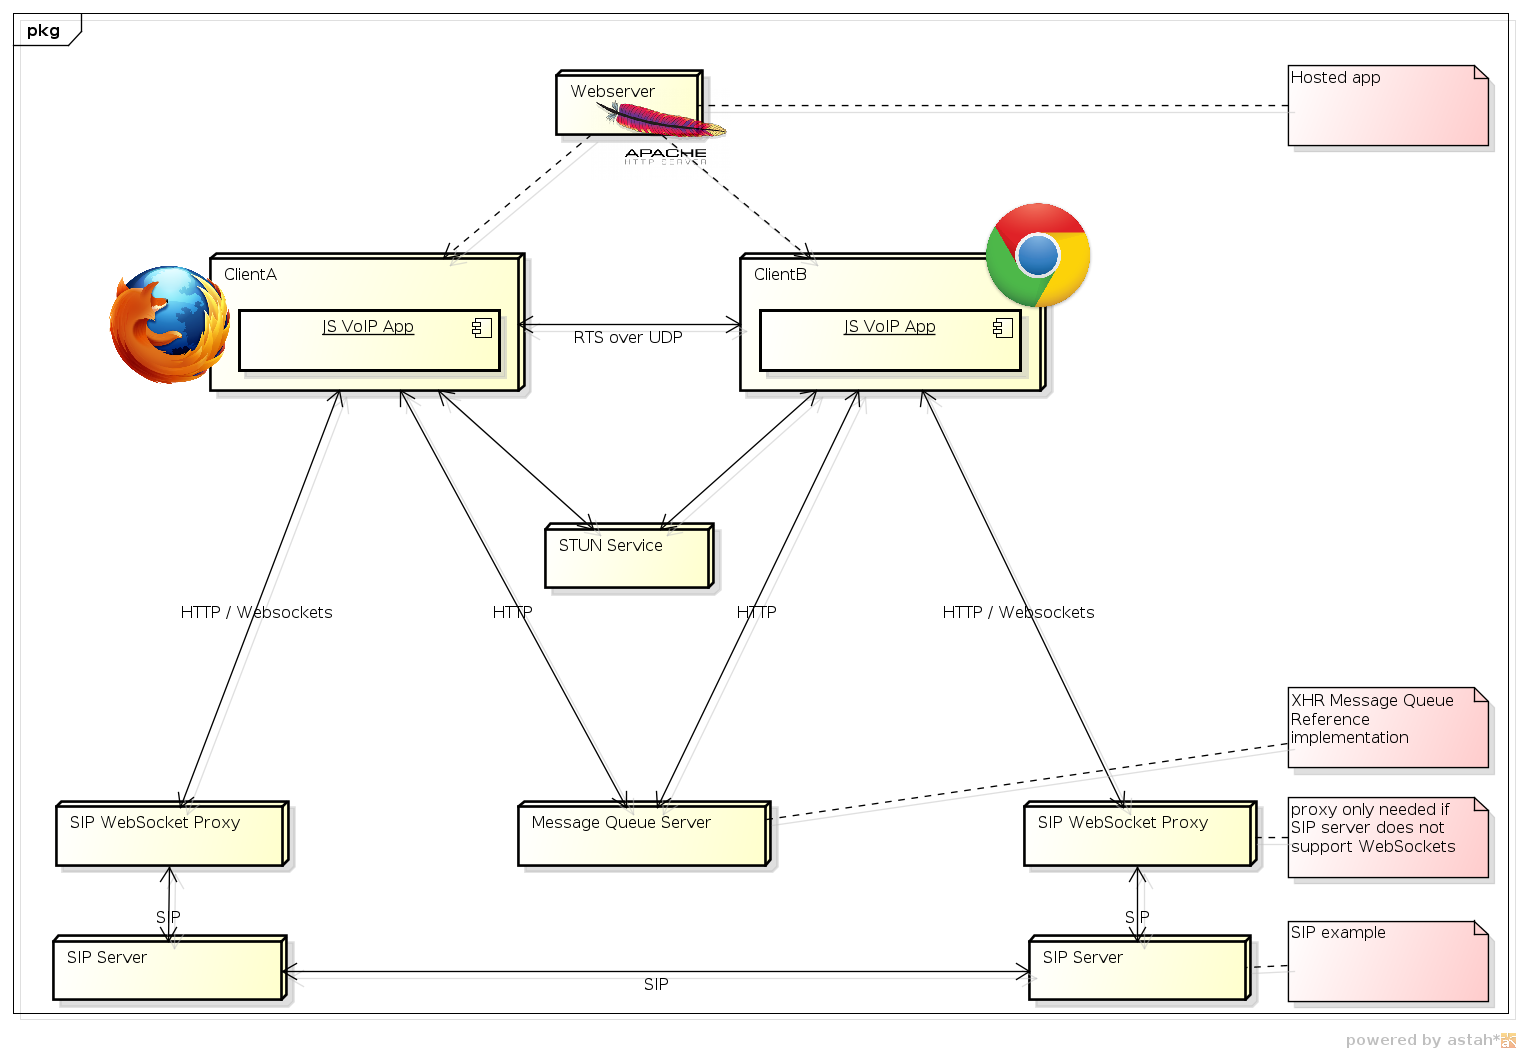 pkg
Webserver
Hosted app
APACHE
HTTP SERVER
ClientA
ClientB
JS VoIP App
JS VoIP App
RTS over UDP
STUN Service
HTTP / Websockets
HTTP
HTTP
HTTP / Websockets
XHR Message Queue
Reference
implementation
SIP WebSocket Proxy
Message Queue Server
SIP WebSocket Proxy
proxy only needed if
SIP server does not
support WebSockets
SIP
SIP
SIP Server
SIP Server
SIP example
SIP
powered by astah*